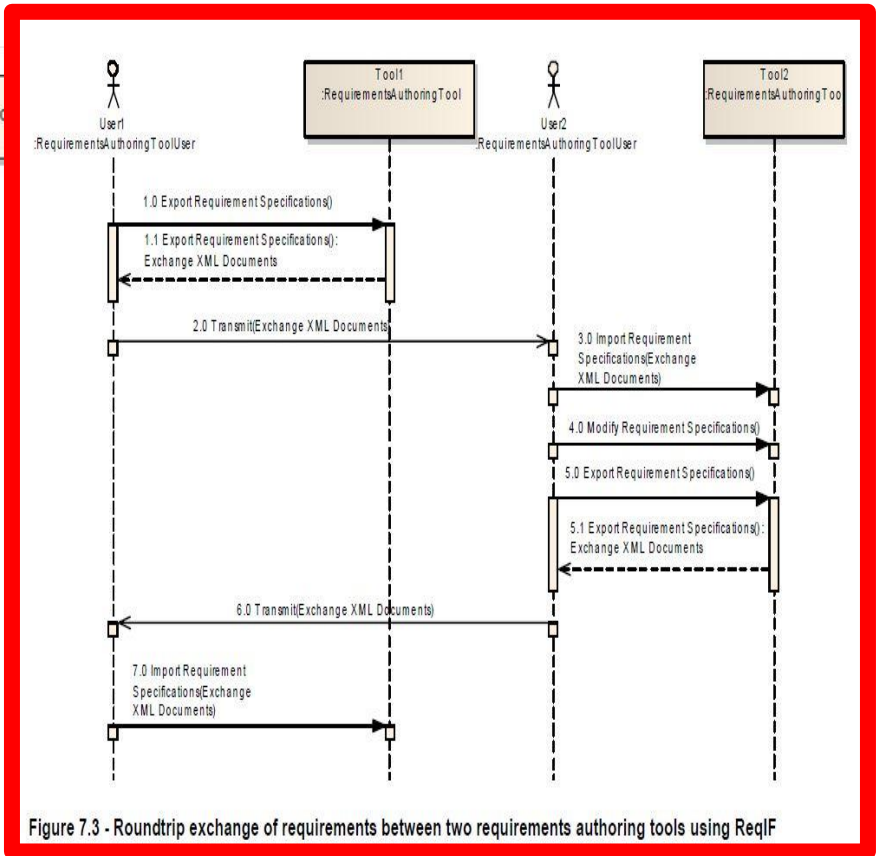 Tool1
:RequirementsAuthoringTool
Tool2
:RequirementsAuthoringTool
User1
:RequirementsAuthoringToolUser
User2
:RequirementsAuthoringToolUser
1.0 Export Requirement Specifications()
1.1 Export Requirement Specifications():
Exchange XML Documents
2.0 Transmit(Exchange XML Documents)
3.0 Import Requirement
Specifications(Exchange
XML Documents)
4.0 Modify Requirement Specifications()
5.0 Export Requirement Specifications()
5.1 Export Requirement Specifications():
Exchange XML Documents
6.0 Transmit(Exchange XML Documents)
7.0 Import Requirement
Specifications(Exchange
XML Documents)
Figure 7.3 - Roundtrip exchange of requirements between two requirements authoring tools using ReqIF